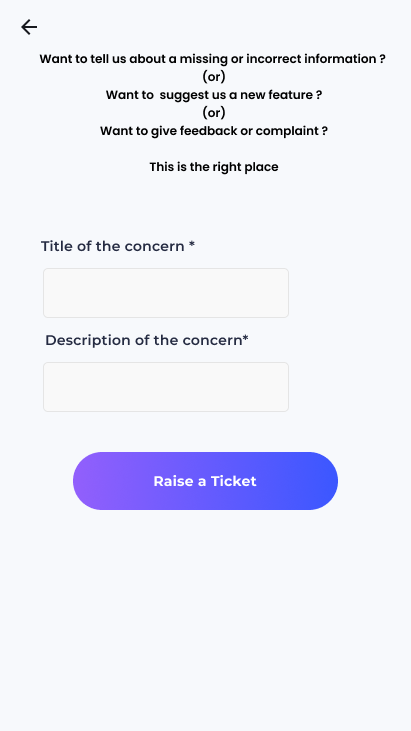 Want to tell us about a missing or incorrect information ?
(or)
Want to  suggest us a new feature ?
(or)
Want to give feedback or complaint ?
This is the right place
Title of the concern *
Description of the concern*
Raise a Ticket